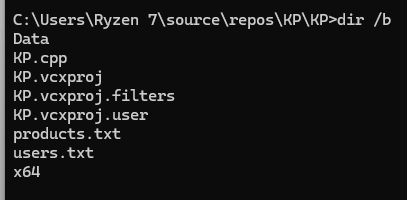 C:\Users\Ryzen 7\source\repos\KP\KP>dir /b
Data
KP.cpp
KP.vcxproj
KP.vcxproj.filters
KP.vcxproj.user
products.txt
users.txt
x64